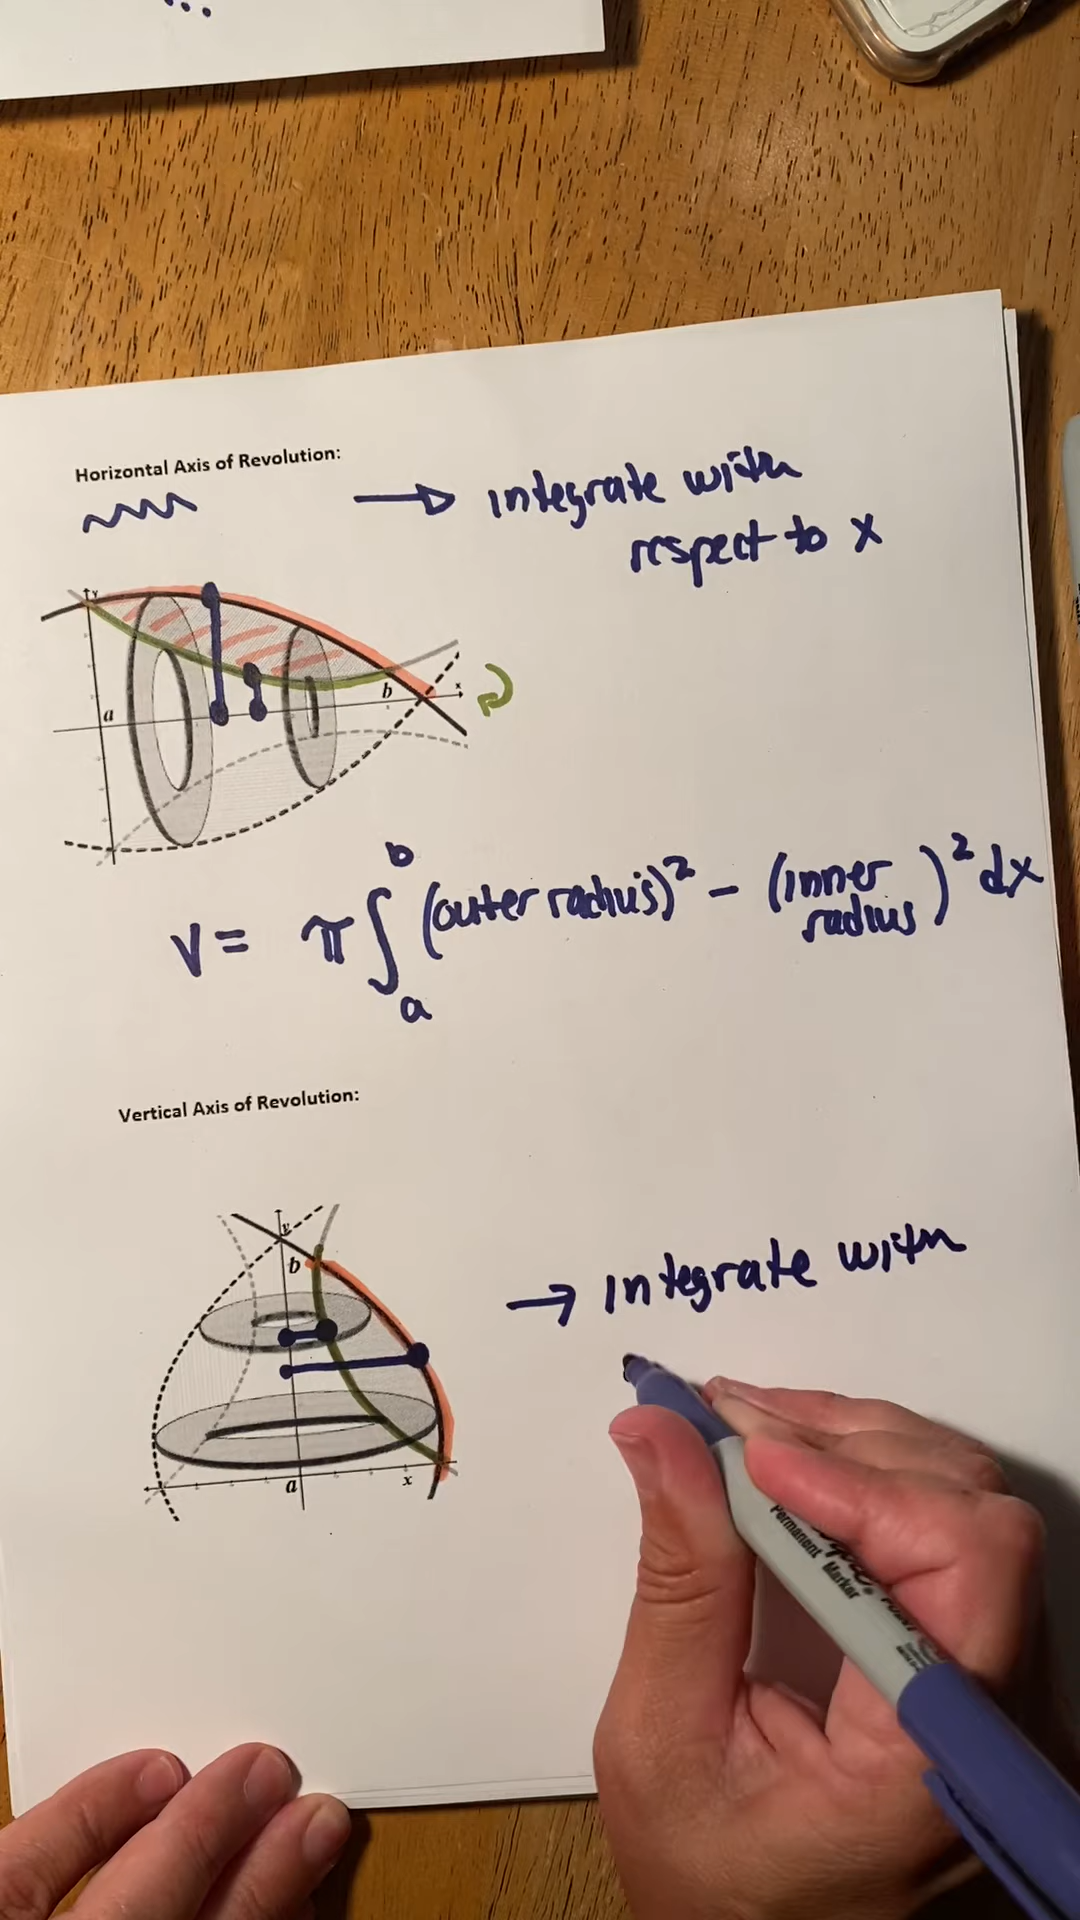 Horizontal Axis of Revolution:
→ integrate with
respect to x
y
a
b
x
V = π∫ₐᵇ (outer radius)² − (inner radius)² dx
Vertical Axis of Revolution:
y
b
→ integrate with
a
x
Permanent Marker